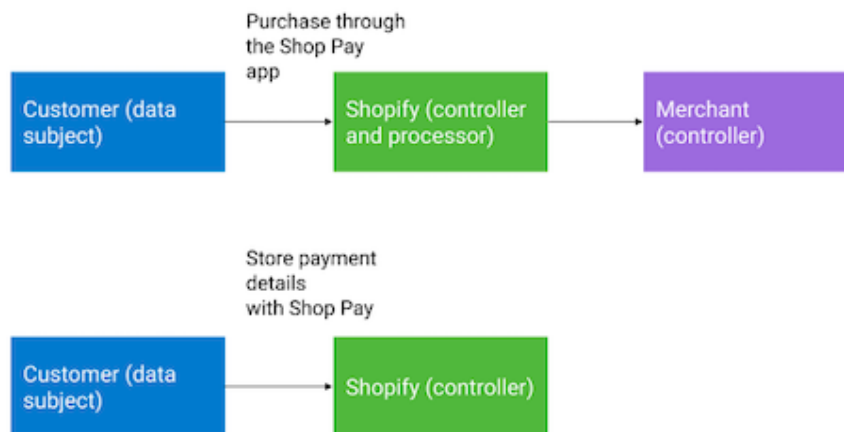 Purchase through
the Shop Pay
app
Customer (data
subject)
Shopify (controller
and processor)
Merchant
(controller)
Store payment
details
with Shop Pay
Customer (data
subject)
Shopify (controller)